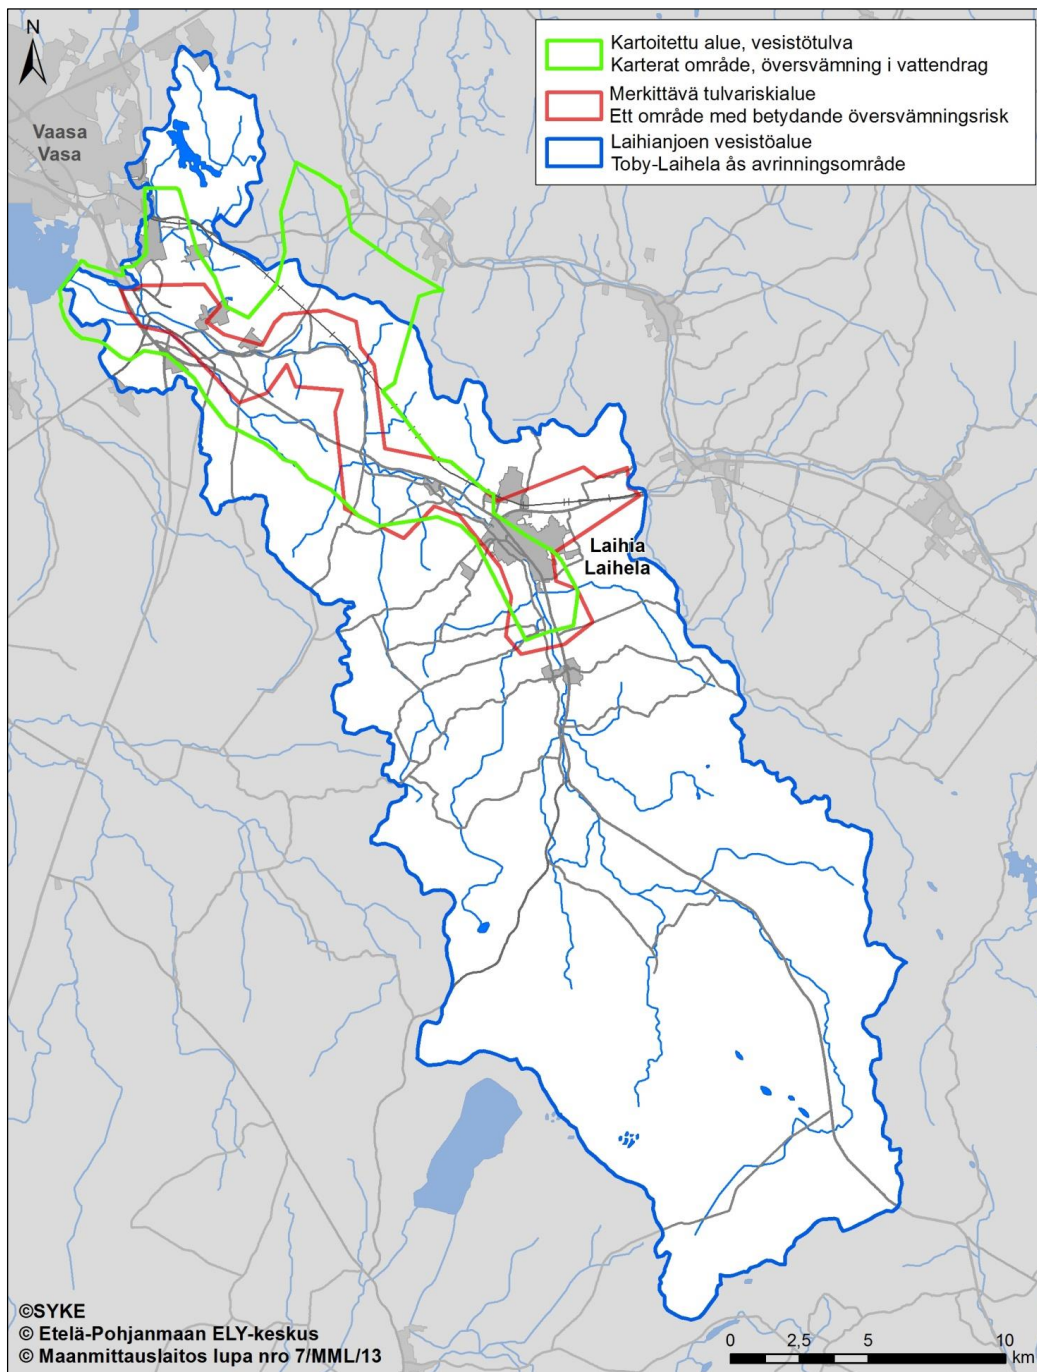 N
Kartoitettu alue, vesistötulva
Karterat område, översvämning i vattendrag
Merkittävä tulvariskialue
Ett område med betydande översvämningsrisk
Laihianjoen vesistöalue
Toby-Laihela ås avrinningsområde
Vaasa
Vasa
Laihia
Laihela
©SYKE
© Etelä-Pohjanmaan ELY-keskus
© Maanmittauslaitos lupa nro 7/MML/13
0 2,5 5 10
km